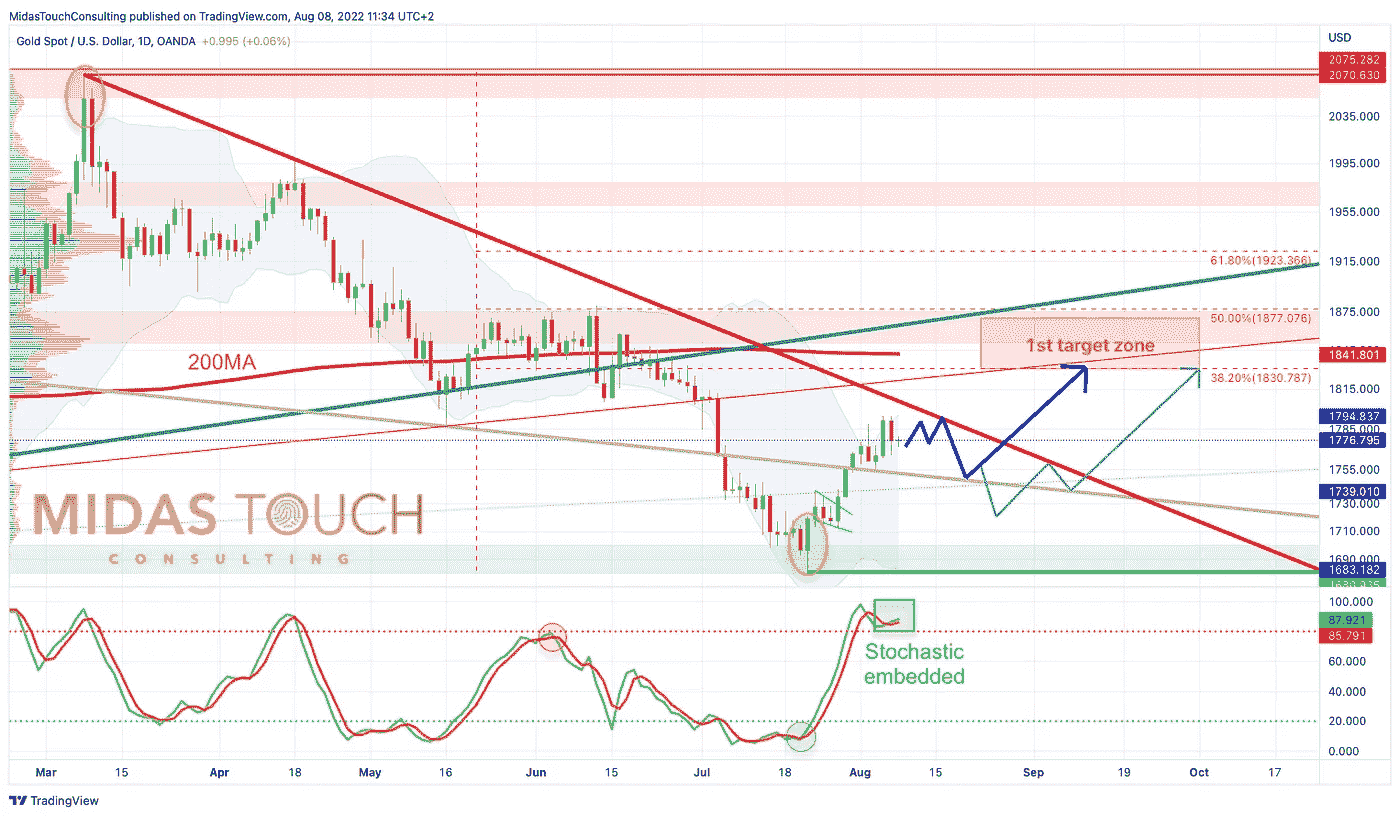 MidasTouchConsulting published on TradingView.com, Aug 08, 2022 11:34 UTC+2
Gold Spot / U.S. Dollar, 1D, OANDA +0.995 (+0.06%)
USD
2075.282
2070.630
2035.000
1995.000
1955.000
61.80%(1923.366)
1915.000
1875.000
50.00%(1877.076)
1st target zone
200MA
1841.801
38.20%(1830.787)
1815.000
1794.837
1785.000
1776.795
1755.000
1739.010
1730.000
1710.000
1690.000
1683.182
MIDAS TOUCH
CONSULTING
100.000
87.921
85.791
Stochastic
embedded
60.000
40.000
20.000
0.000
Mar 15 Apr 18 May 16 Jun 15 Jul 18 Aug 15 Sep 19 Oct 17
TradingView